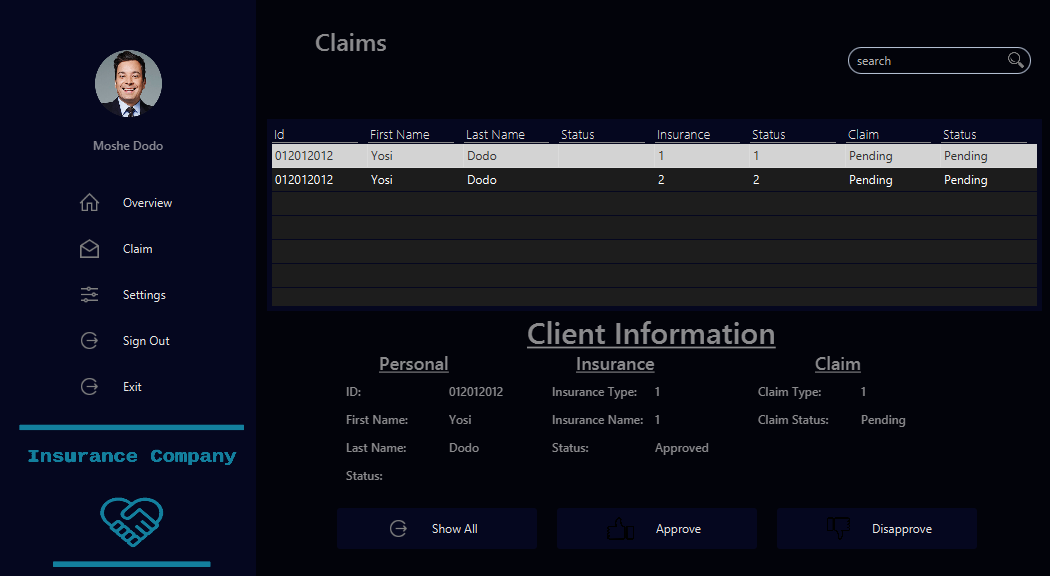 Claims
search
Moshe Dodo
Overview
Claim
Settings
Sign Out
Exit
Insurance Company
Id First Name Last Name Status Insurance Status Claim Status
012012012 Yosi Dodo 1 1 Pending Pending
012012012 Yosi Dodo 2 2 Pending Pending
Client Information
Personal Insurance Claim
ID: 012012012 Insurance Type: 1 Claim Type: 1
First Name: Yosi Insurance Name: 1 Claim Status: Pending
Last Name: Dodo Status: Approved
Status:
Show All Approve Disapprove